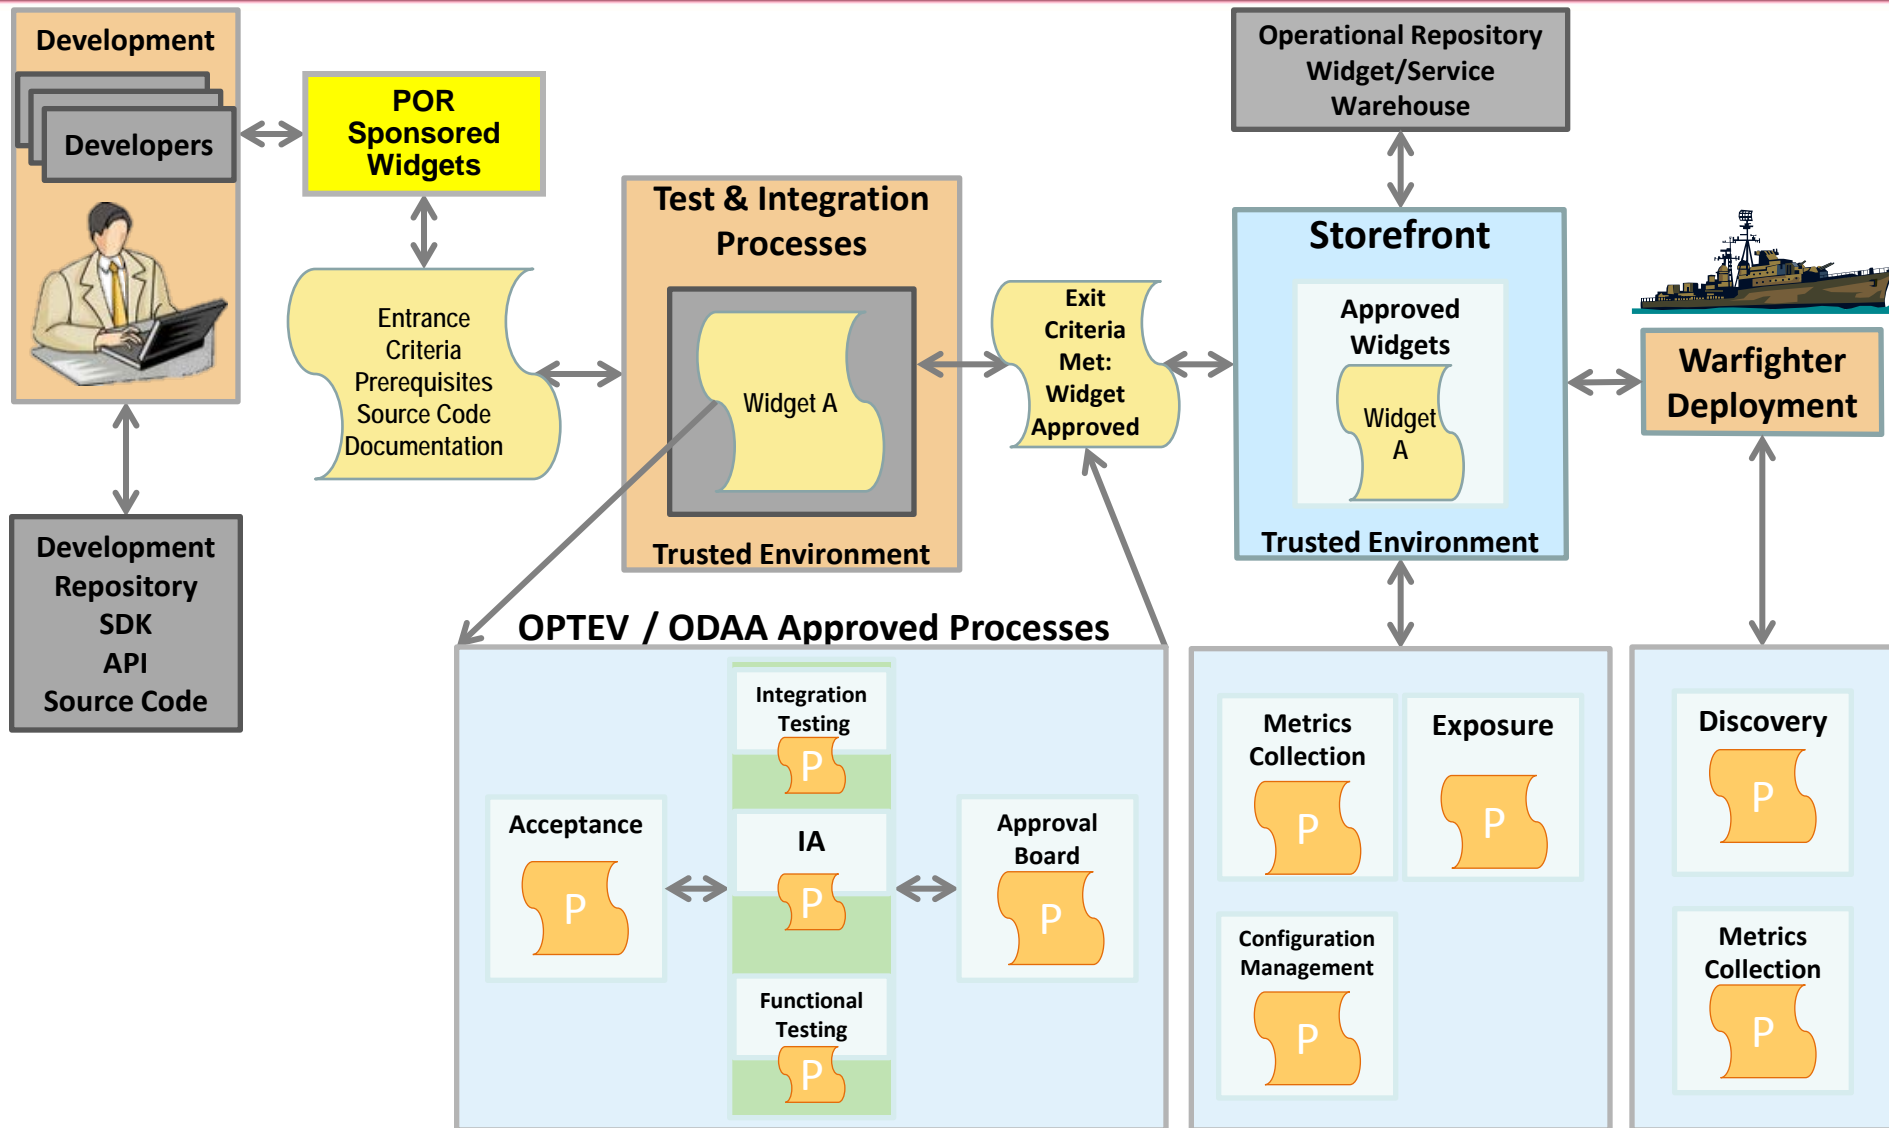 Development
Developers
POR
Sponsored
Widgets
Entrance
Criteria
Prerequisites
Source Code
Documentation
Development
Repository
SDK
API
Source Code
Test & Integration
Processes
Widget A
Trusted Environment
Exit
Criteria
Met:
Widget
Approved
Operational Repository
Widget/Service
Warehouse
Storefront
Approved
Widgets
Widget
A
Trusted Environment
Warfighter
Deployment
OPTEV / ODAA Approved Processes
Acceptance
P
Integration
Testing
P
IA
P
Functional
Testing
P
Approval
Board
P
Metrics
Collection
P
Exposure
P
Configuration
Management
P
Discovery
P
Metrics
Collection
P